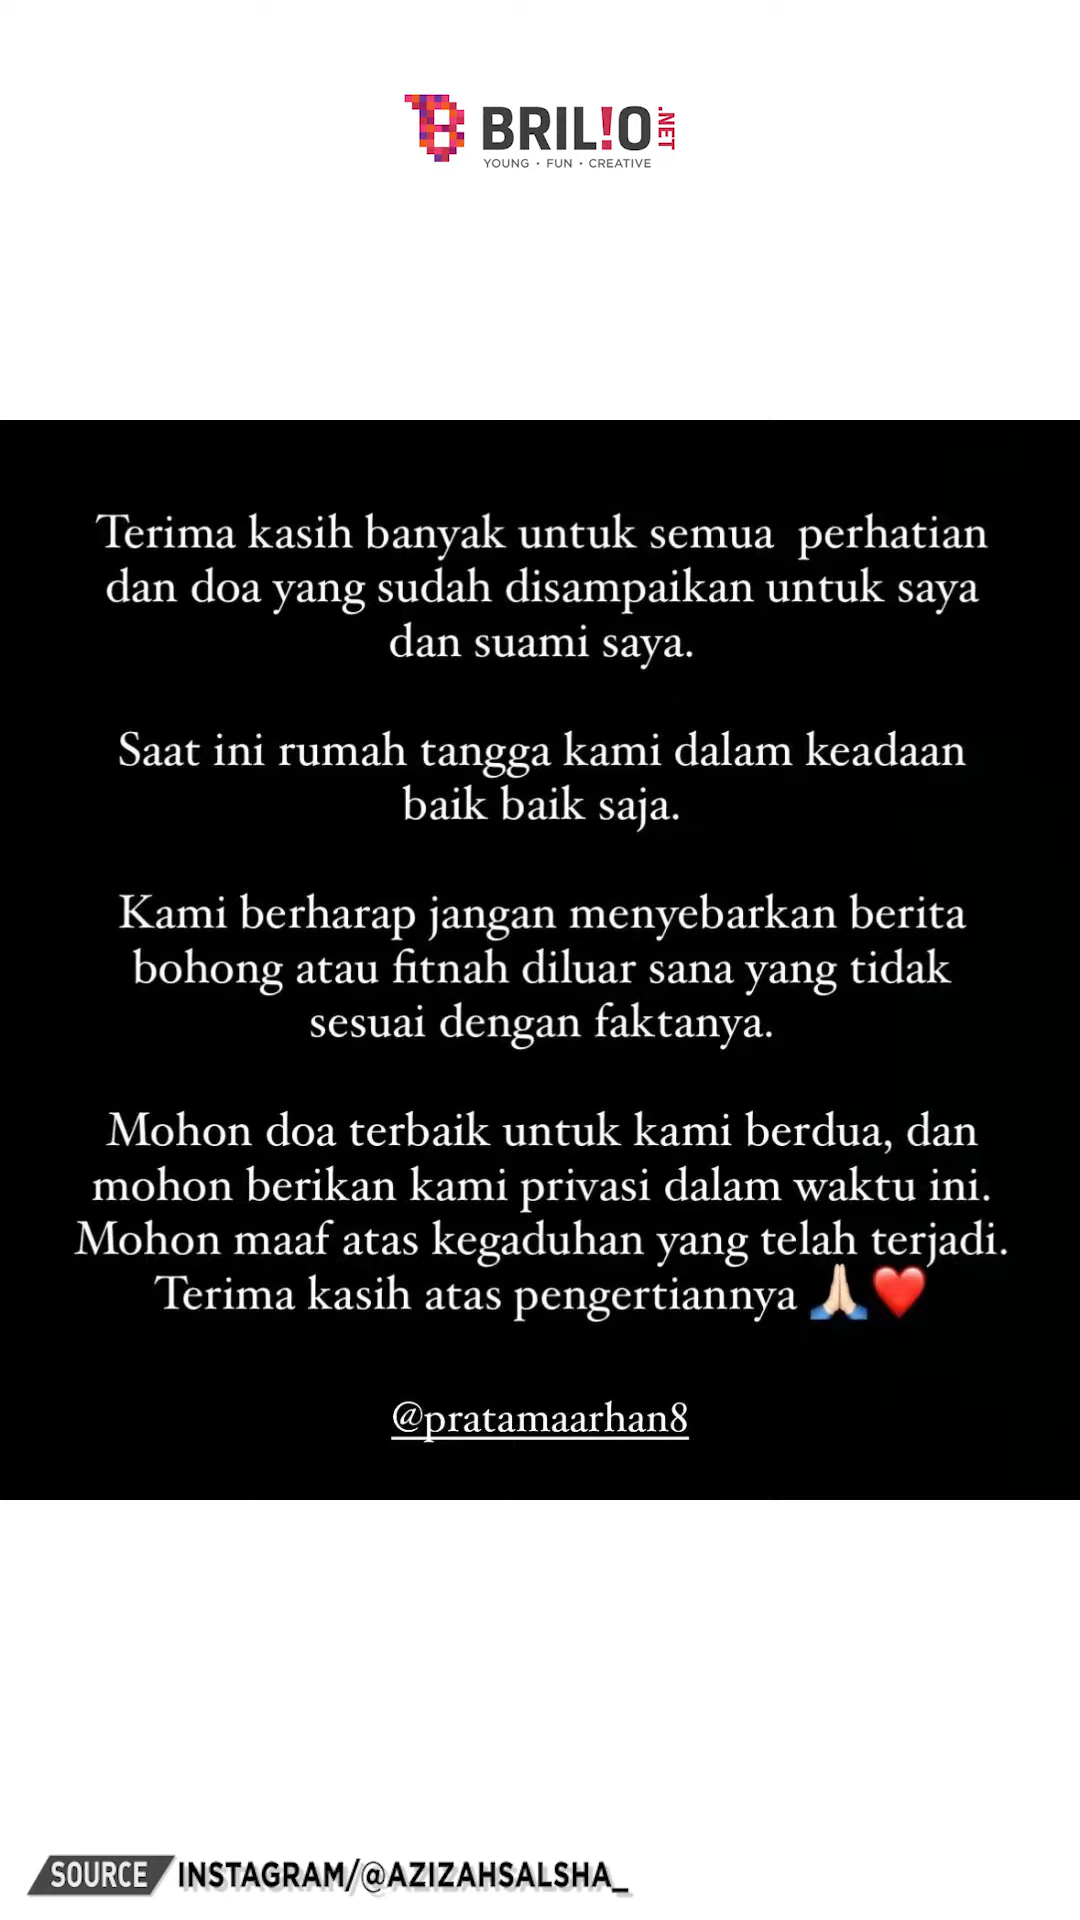 BRIL!O.NET
YOUNG · FUN · CREATIVE
Terima kasih banyak untuk semua perhatian
dan doa yang sudah disampaikan untuk saya
dan suami saya.
Saat ini rumah tangga kami dalam keadaan
baik baik saja.
Kami berharap jangan menyebarkan berita
bohong atau fitnah diluar sana yang tidak
sesuai dengan faktanya.
Mohon doa terbaik untuk kami berdua, dan
mohon berikan kami privasi dalam waktu ini.
Mohon maaf atas kegaduhan yang telah terjadi.
Terima kasih atas pengertiannya 🙏🏻❤️
@pratamaarhan8
SOURCE INSTAGRAM/@AZIZAHSALSHA_